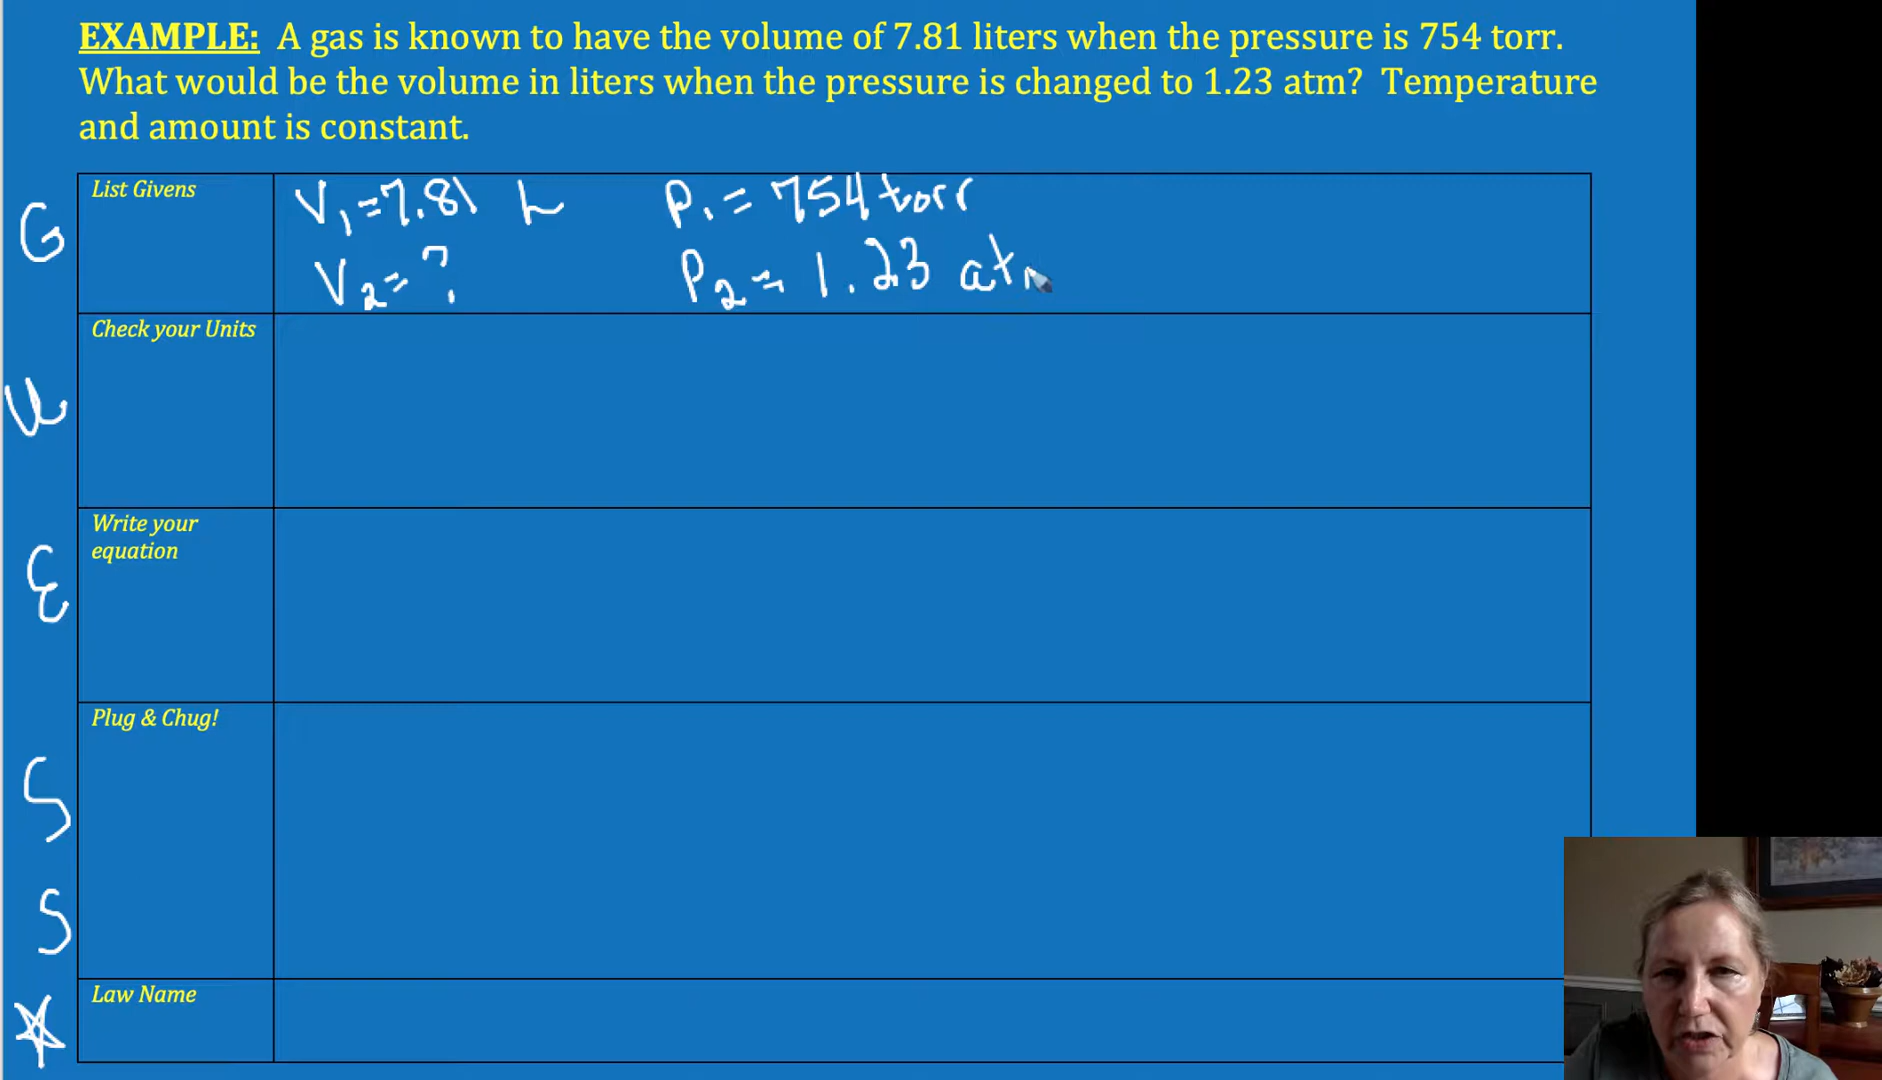 EXAMPLE: A gas is known to have the volume of 7.81 liters when the pressure is 754 torr.
What would be the volume in liters when the pressure is changed to 1.23 atm? Temperature
and amount is constant.
G
List Givens
V₁=7.81 L P₁ = 754 torr
V₂=? P₂ = 1.23 at
U
Check your Units
E
Write your
equation
S
Plug & Chug!
S
Law Name